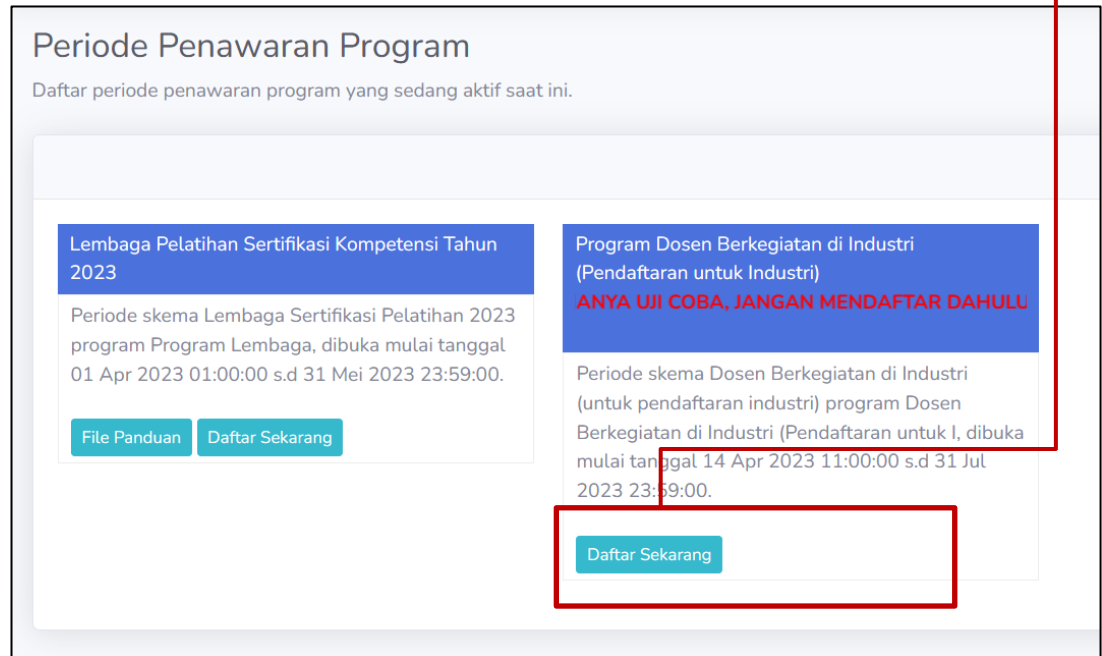 Periode Penawaran Program
Daftar periode penawaran program yang sedang aktif saat ini.
Lembaga Pelatihan Sertifikasi Kompetensi Tahun
2023
Periode skema Lembaga Sertifikasi Pelatihan 2023
program Program Lembaga, dibuka mulai tanggal
01 Apr 2023 01:00:00 s.d 31 Mei 2023 23:59:00.
File Panduan Daftar Sekarang
Program Dosen Berkegiatan di Industri
(Pendaftaran untuk Industri)
ANYA UJI COBA, JANGAN MENDAFTAR DAHULU
Periode skema Dosen Berkegiatan di Industri
(untuk pendaftaran industri) program Dosen
Berkegiatan di Industri (Pendaftaran untuk I, dibuka
mulai tanggal 14 Apr 2023 11:00:00 s.d 31 Jul
2023 23:59:00.
Daftar Sekarang